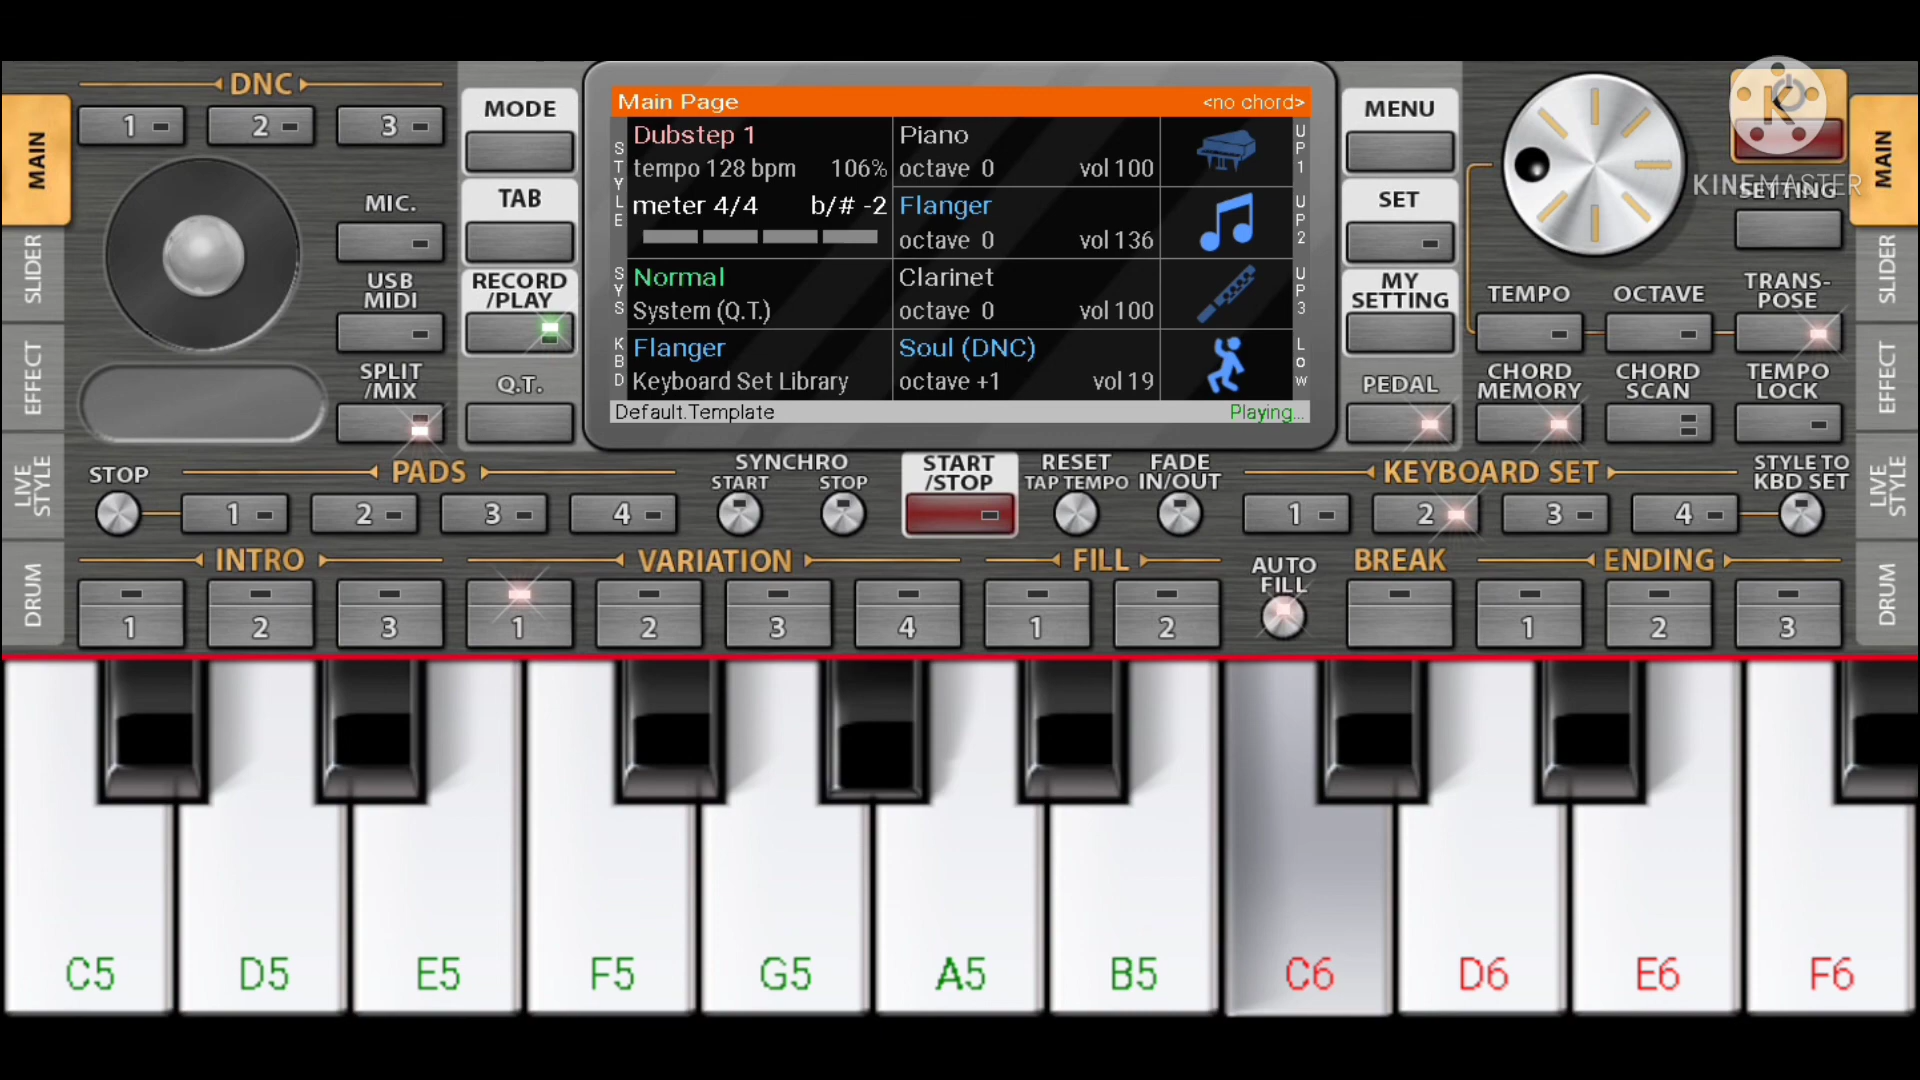 DNC
1 2 3
MAIN
SLIDER
EFFECT
LIVE STYLE
DRUM
MIC.
USB
MIDI
SPLIT
/MIX
MODE
TAB
RECORD
/PLAY
Q.T.
Main Page <no chord>
STYLE
Dubstep 1
tempo 128 bpm 106%
meter 4/4 b/# -2
SYS
Normal
System (Q.T.)
KBD
Flanger
Keyboard Set Library
Piano
octave 0 vol 100
UP1
Flanger
octave 0 vol 136
UP2
Clarinet
octave 0 vol 100
UP3
Soul (DNC)
octave +1 vol 19
Low
Default.Template Playing...
MENU
SET
MY
SETTING
PEDAL
K
KINEMASTER
SETTING
TEMPO
OCTAVE
TRANS-
POSE
CHORD
MEMORY
CHORD
SCAN
TEMPO
LOCK
MAIN
SLIDER
EFFECT
LIVE STYLE
DRUM
STOP
PADS
1 2 3 4
SYNCHRO
START STOP
START
/STOP
RESET
TAP TEMPO
FADE
IN/OUT
KEYBOARD SET
1 2 3 4
STYLE TO
KBD SET
INTRO
1 2 3
VARIATION
1 2 3 4
FILL
1 2
AUTO
FILL
BREAK
ENDING
1 2 3
C5 D5 E5 F5 G5 A5 B5 C6 D6 E6 F6